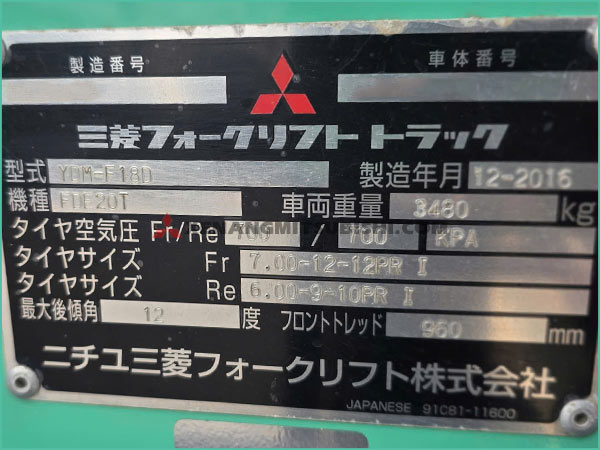 製造番号 車体番号
三菱フォークリフト トラック
型式 YDM-F18D 製造年月 12-2016
機種 FDE20T 車両重量 3480 kg
タイヤ空気圧 Fr/Re 700 / 700 KPA
タイヤサイズ Fr 7.00-12-12PR I
タイヤサイズ Re 6.00-9-10PR I
最大後傾角 12 度 フロントトレッド 960 mm
ニチユ三菱フォークリフト株式会社
JAPANESE 91C81-11600